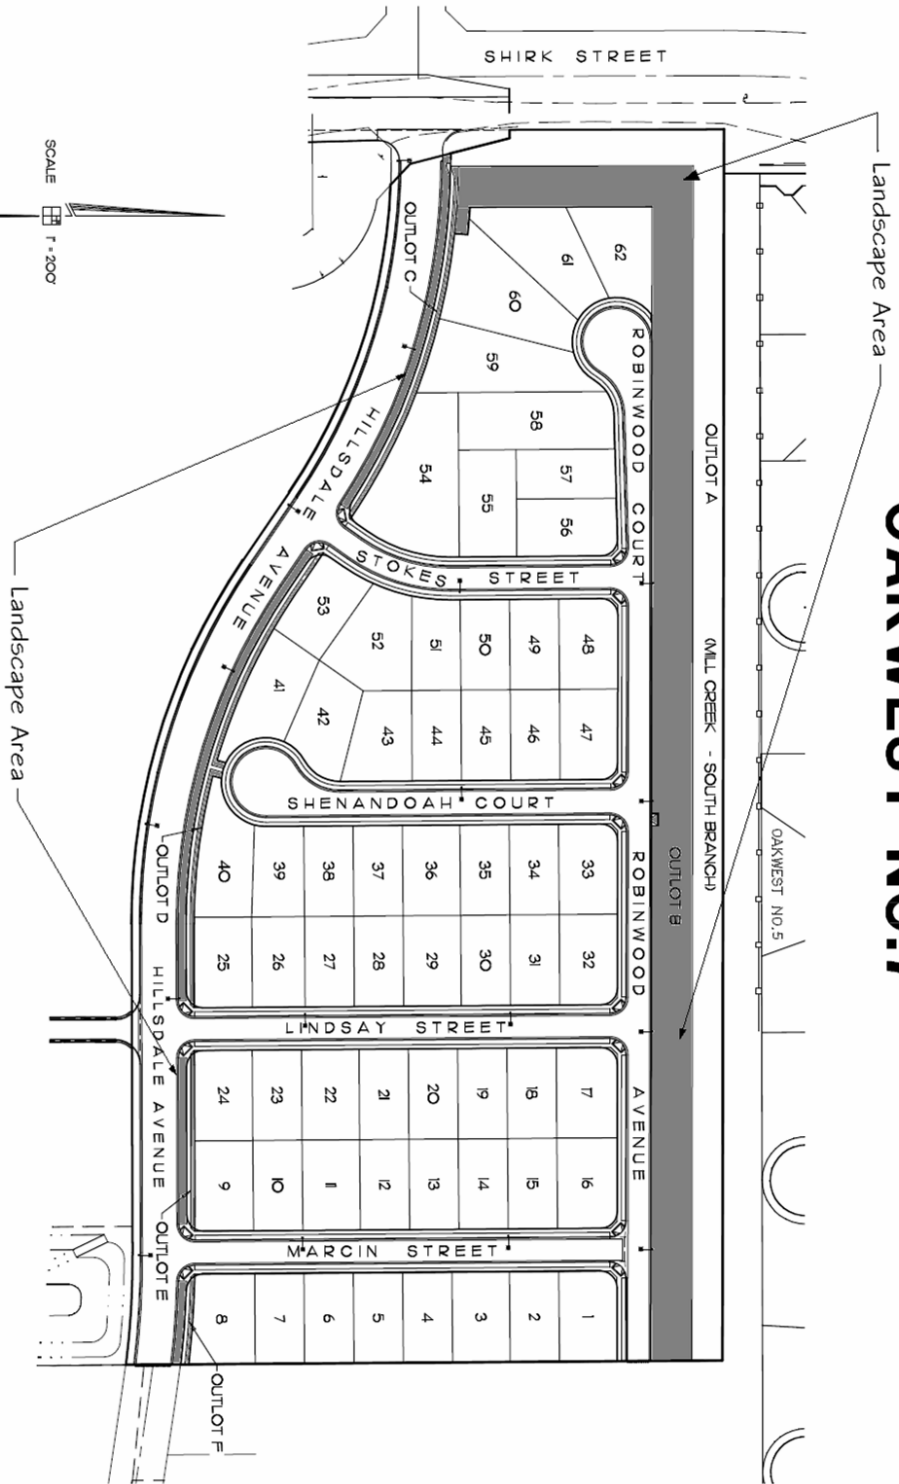 SHIRK STREET
Landscape Area
SCALE 1" = 200'
OUTLOT C
62
61
60
59
ROBINWOOD COURT
58
57
56
55
54
HILLSDALE AVENUE
OUTLOT A
(MILL CREEK - SOUTH BRANCH)
STOKES STREET
53
52
51
50
49
48
41
42
43
44
45
46
47
Landscape Area
SHENANDOAH COURT
OUTLOT D
40
39
38
37
36
35
34
33
ROBINWOOD AVENUE
OUTLOT B
OAKWEST NO.5
25
26
27
28
29
30
31
32
LINDSAY STREET
HILLSDALE AVENUE
24
23
22
21
20
19
18
17
9
10
11
12
13
14
15
16
MARCIN STREET
OUTLOT E
8
7
6
5
4
3
2
1
OUTLOT F
OAKWEST NO.7